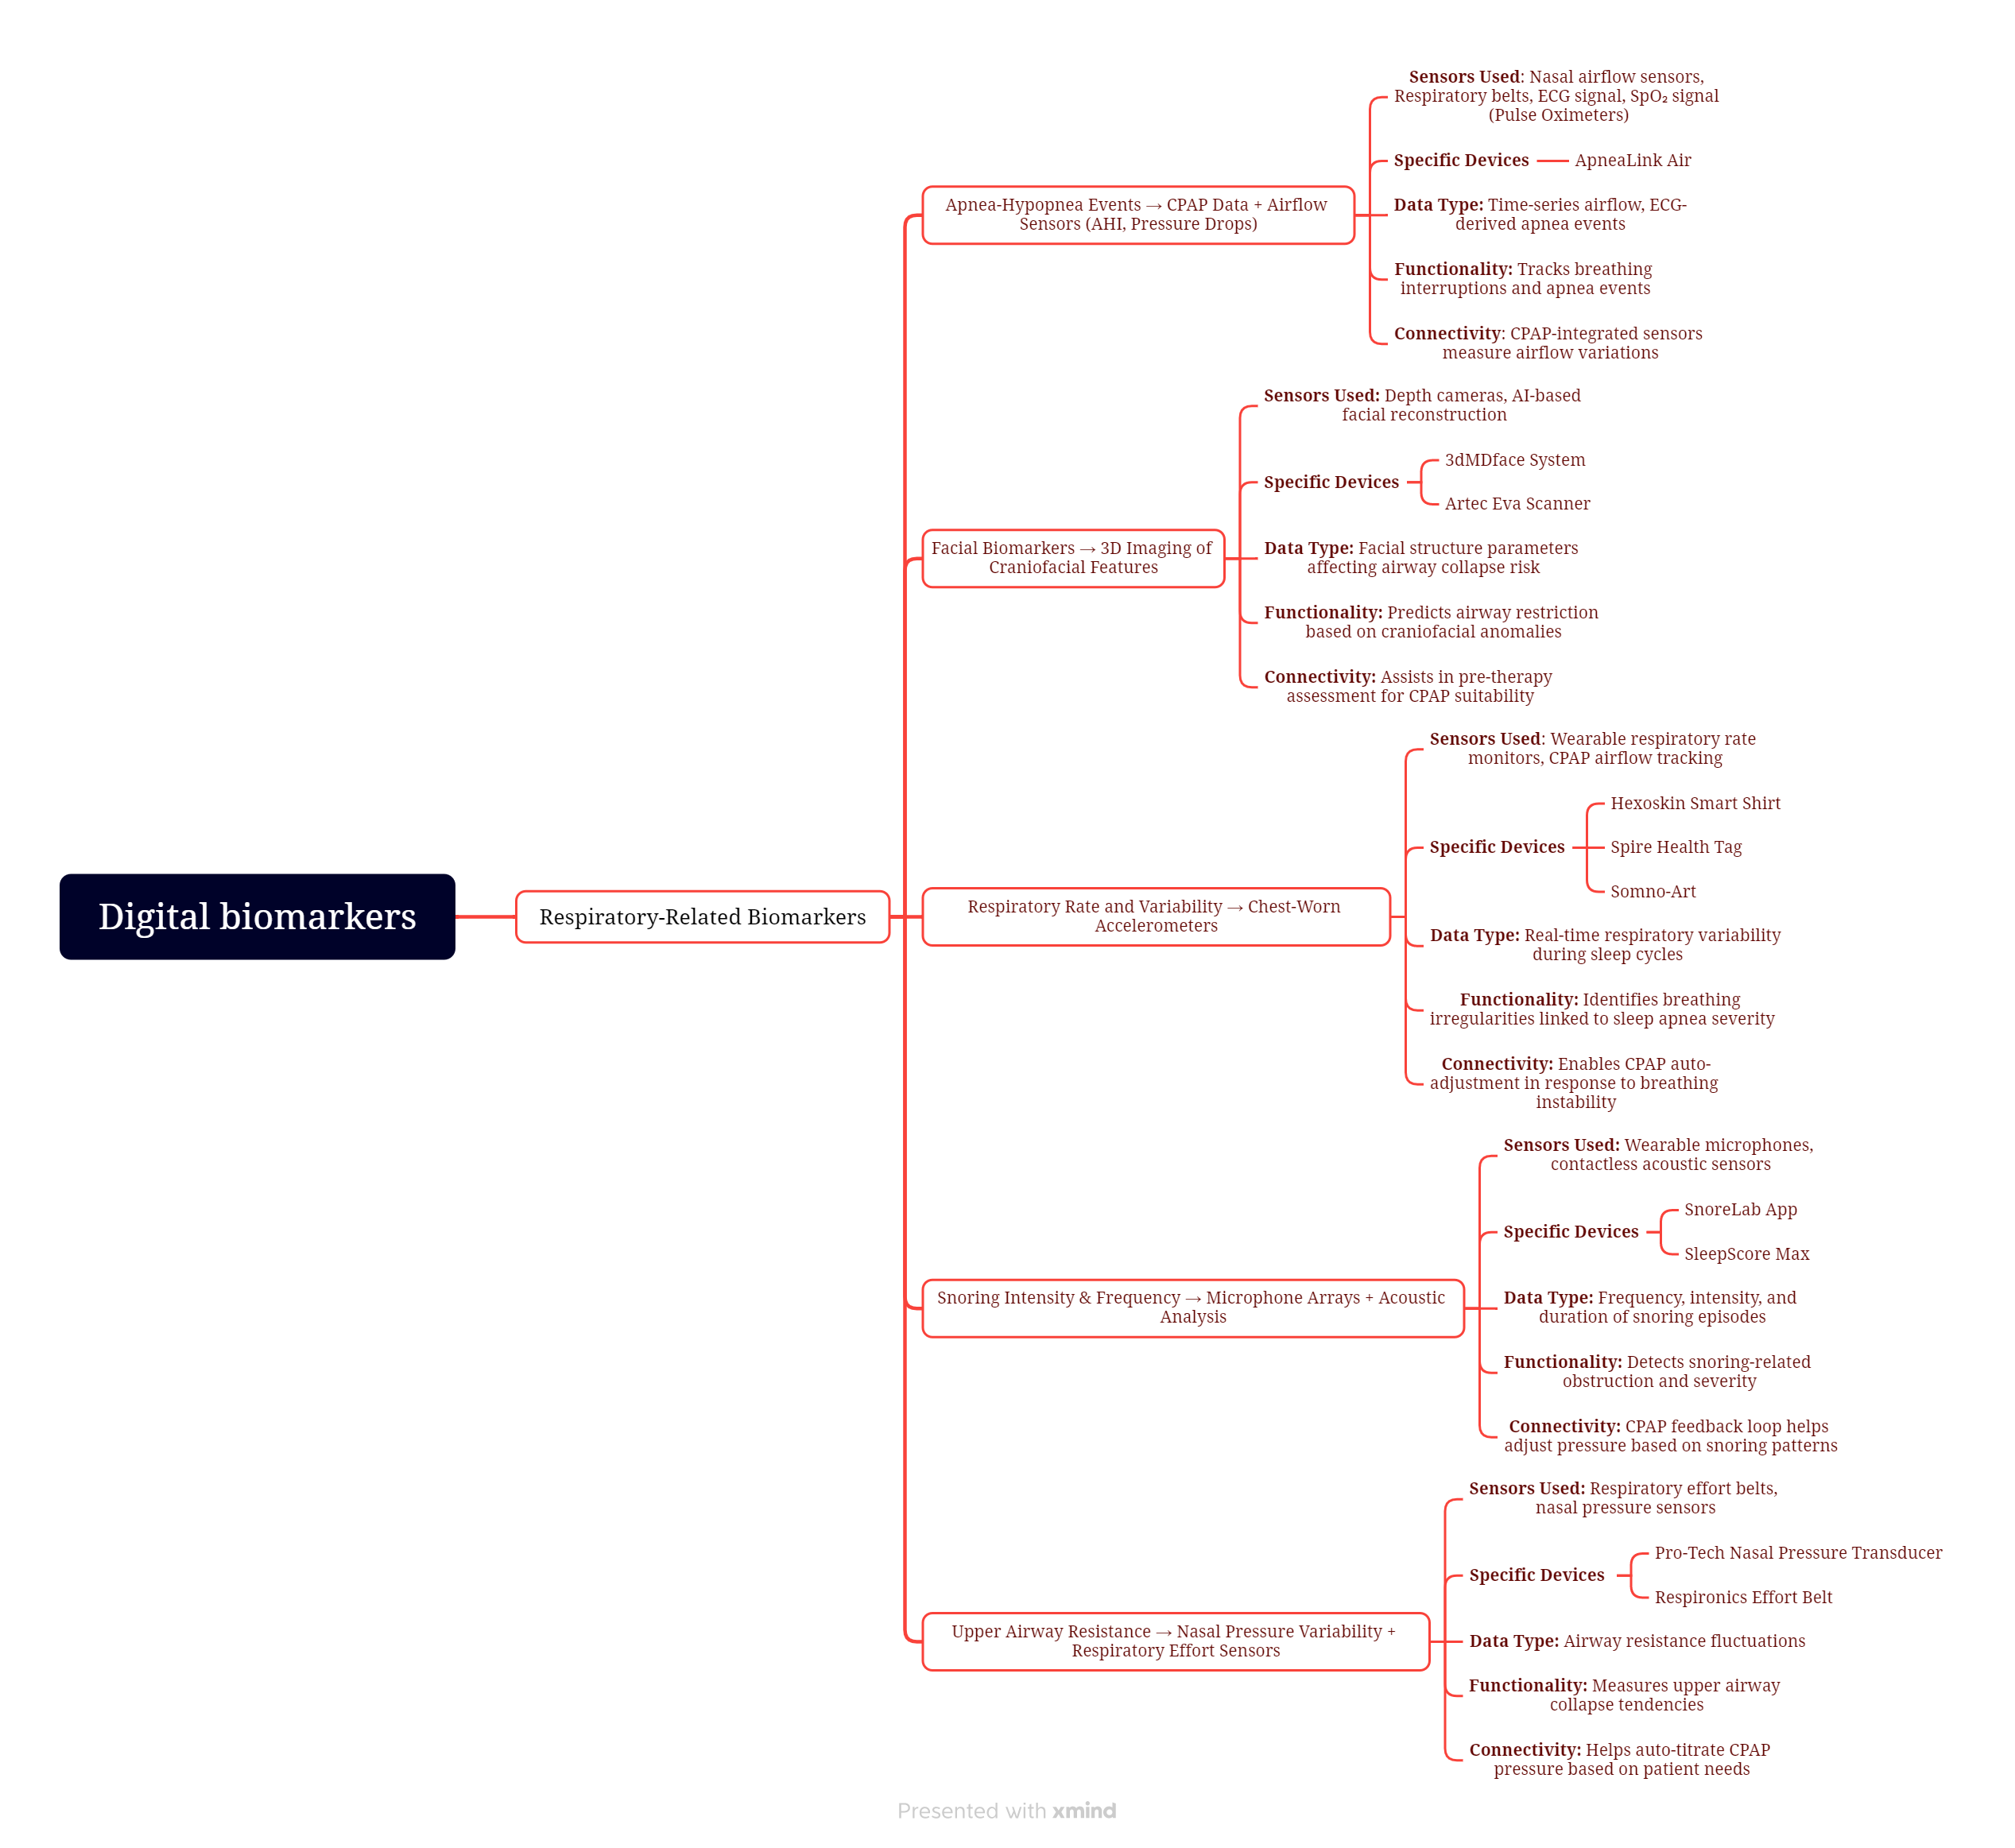 Digital biomarkers
Respiratory-Related Biomarkers
Apnea-Hypopnea Events → CPAP Data + Airflow
Sensors (AHI, Pressure Drops)
Sensors Used: Nasal airflow sensors,
Respiratory belts, ECG signal, SpO₂ signal
(Pulse Oximeters)
Specific Devices
ApneaLink Air
Data Type: Time-series airflow, ECG-
derived apnea events
Functionality: Tracks breathing
interruptions and apnea events
Connectivity: CPAP-integrated sensors
measure airflow variations
Facial Biomarkers → 3D Imaging of
Craniofacial Features
Sensors Used: Depth cameras, AI-based
facial reconstruction
Specific Devices
3dMDface System
Artec Eva Scanner
Data Type: Facial structure parameters
affecting airway collapse risk
Functionality: Predicts airway restriction
based on craniofacial anomalies
Connectivity: Assists in pre-therapy
assessment for CPAP suitability
Respiratory Rate and Variability → Chest-Worn
Accelerometers
Sensors Used: Wearable respiratory rate
monitors, CPAP airflow tracking
Specific Devices
Hexoskin Smart Shirt
Spire Health Tag
Somno-Art
Data Type: Real-time respiratory variability
during sleep cycles
Functionality: Identifies breathing
irregularities linked to sleep apnea severity
Connectivity: Enables CPAP auto-
adjustment in response to breathing
instability
Snoring Intensity & Frequency → Microphone Arrays + Acoustic
Analysis
Sensors Used: Wearable microphones,
contactless acoustic sensors
Specific Devices
SnoreLab App
SleepScore Max
Data Type: Frequency, intensity, and
duration of snoring episodes
Functionality: Detects snoring-related
obstruction and severity
Connectivity: CPAP feedback loop helps
adjust pressure based on snoring patterns
Upper Airway Resistance → Nasal Pressure Variability +
Respiratory Effort Sensors
Sensors Used: Respiratory effort belts,
nasal pressure sensors
Specific Devices
Pro-Tech Nasal Pressure Transducer
Respironics Effort Belt
Data Type: Airway resistance fluctuations
Functionality: Measures upper airway
collapse tendencies
Connectivity: Helps auto-titrate CPAP
pressure based on patient needs
Presented with xmind